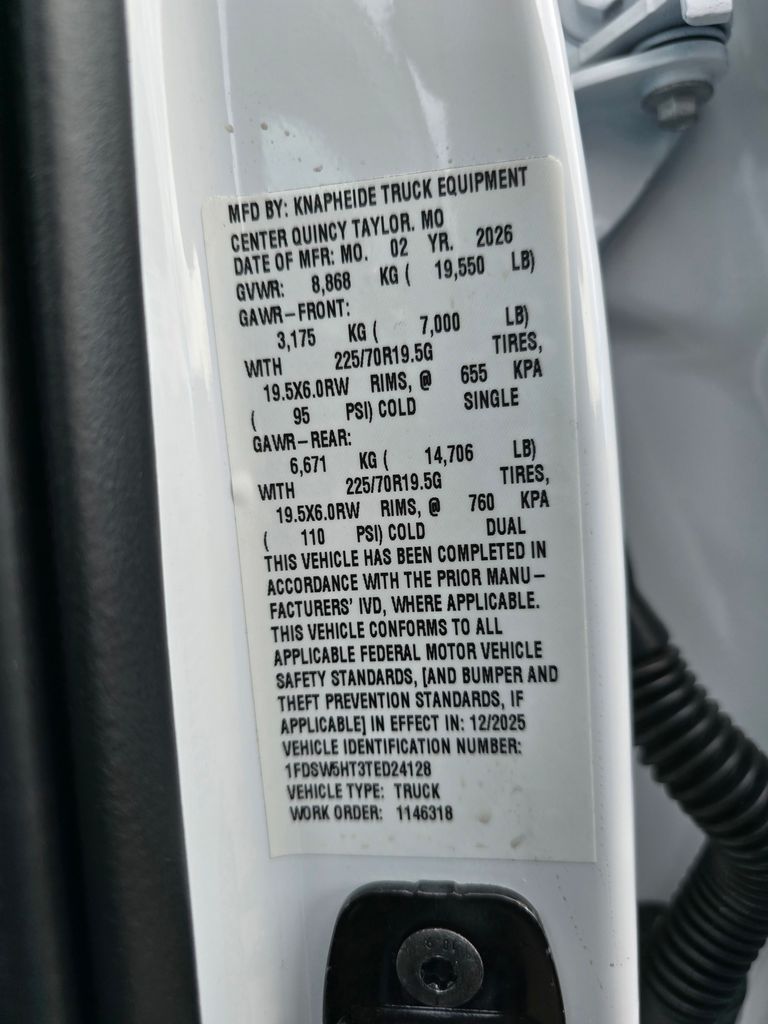 MFD BY: KNAPHEIDE TRUCK EQUIPMENT
CENTER QUINCY TAYLOR, MO
DATE OF MFR: MO. 02 YR. 2026
GVWR: 8,868 KG ( 19,550 LB)
GAWR-FRONT:
3,175 KG ( 7,000 LB)
WITH 225/70R19.5G TIRES,
19.5X6.0RW RIMS, @ 655 KPA
( 95 PSI) COLD SINGLE
GAWR-REAR:
6,671 KG ( 14,706 LB)
WITH 225/70R19.5G TIRES,
19.5X6.0RW RIMS, @ 760 KPA
( 110 PSI) COLD DUAL
THIS VEHICLE HAS BEEN COMPLETED IN
ACCORDANCE WITH THE PRIOR MANU-
FACTURERS' IVD, WHERE APPLICABLE.
THIS VEHICLE CONFORMS TO ALL
APPLICABLE FEDERAL MOTOR VEHICLE
SAFETY STANDARDS, [AND BUMPER AND
THEFT PREVENTION STANDARDS, IF
APPLICABLE] IN EFFECT IN: 12/2025
VEHICLE IDENTIFICATION NUMBER:
1FDSW5HT3TED24128
VEHICLE TYPE: TRUCK
WORK ORDER: 1146318